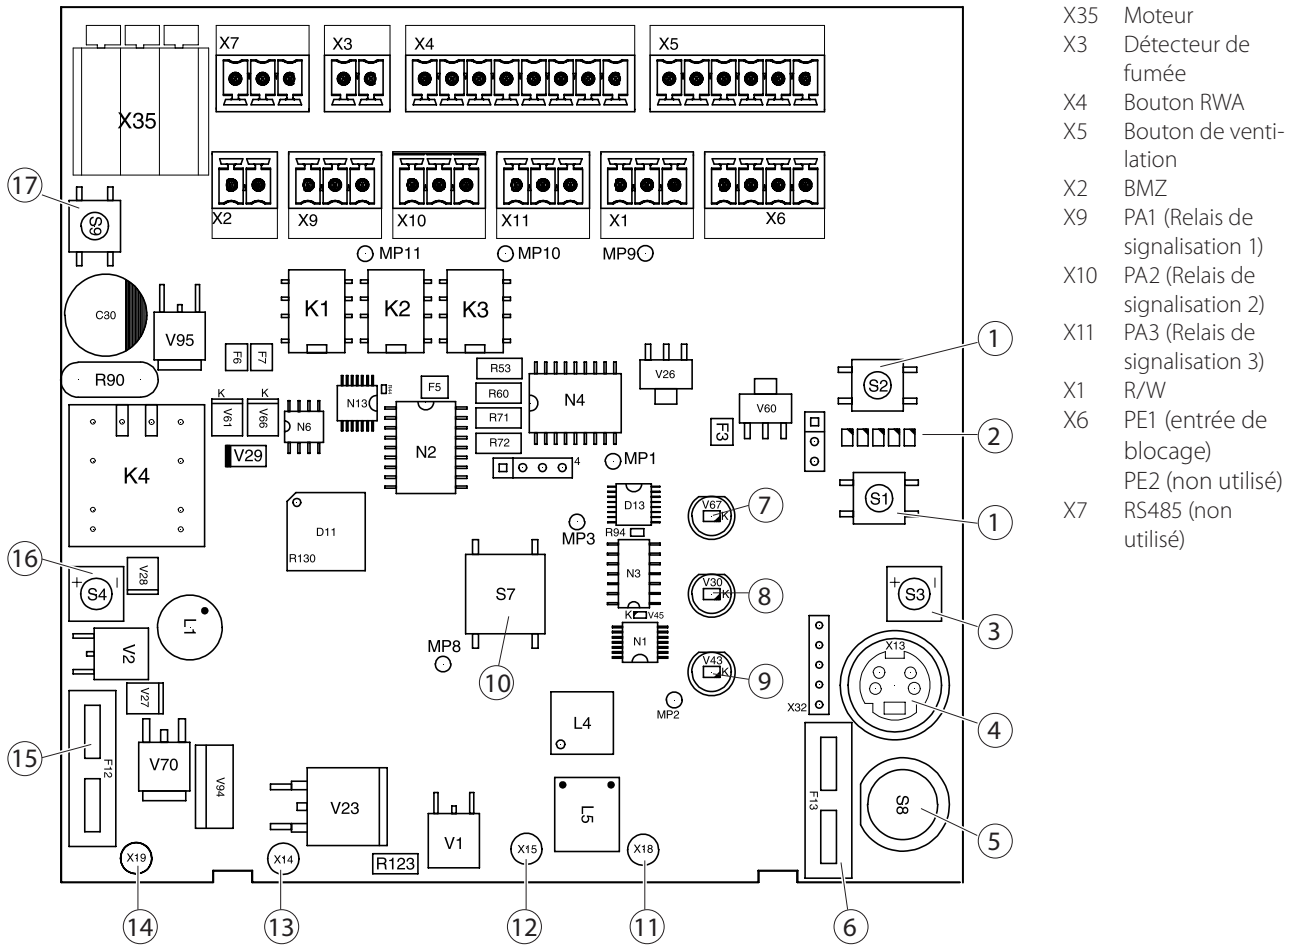 X7
X3
X4
X5
X35
17
S9
X2
X9
X10
X11
X1
X6
MP11
MP10
MP9
C30
V95
K1
K2
K3
F6
F7
R90
R53
R60
R71
R72
N4
V26
V60
F3
1
S2
2
K
K
V61
V66
N6
N13
F5
N2
V29
K4
4
MP1
S1
1
D11
R130
MP3
D13
R94
V67
K
7
16
+
S4
−
V28
L1
S7
N3
K
V45
N1
V30
K
8
+
S3
−
3
V2
V27
MP8
10
V43
K
9
MP2
X32
X13
4
15
F12
V70
V94
V23
V1
L4
L5
F13
S8
5
X19
X14
R123
X15
X18
14
13
12
11
6
X35 Moteur
X3 Détecteur de
fumée
X4 Bouton RWA
X5 Bouton de venti-
lation
X2 BMZ
X9 PA1 (Relais de
signalisation 1)
X10 PA2 (Relais de
signalisation 2)
X11 PA3 (Relais de
signalisation 3)
X1 R/W
X6 PE1 (entrée de
blocage)
PE2 (non utilisé)
X7 RS485 (non
utilisé)